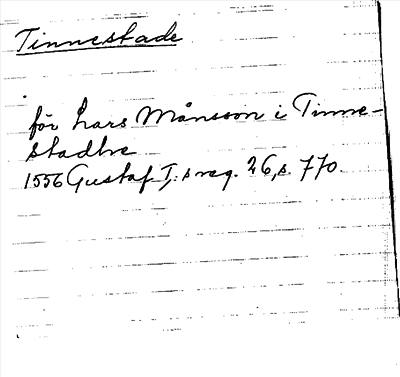 Tinnestade
för Lars Månsson i Tinne-
stadhe
1556 Gustaf I:s reg. 26, s. 770.